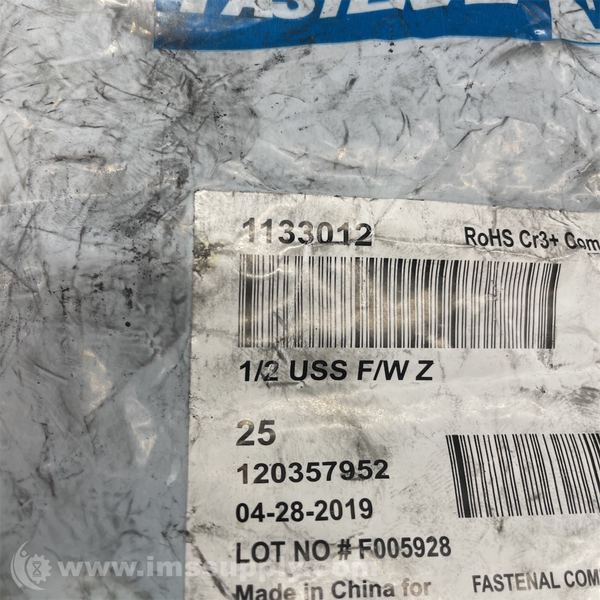 1133012 RoHS Cr3+
1/2 USS F/W Z
25
120357952
04-28-2019
LOT NO # F005928
Made in China for FASTENAL
www.imssupply.com